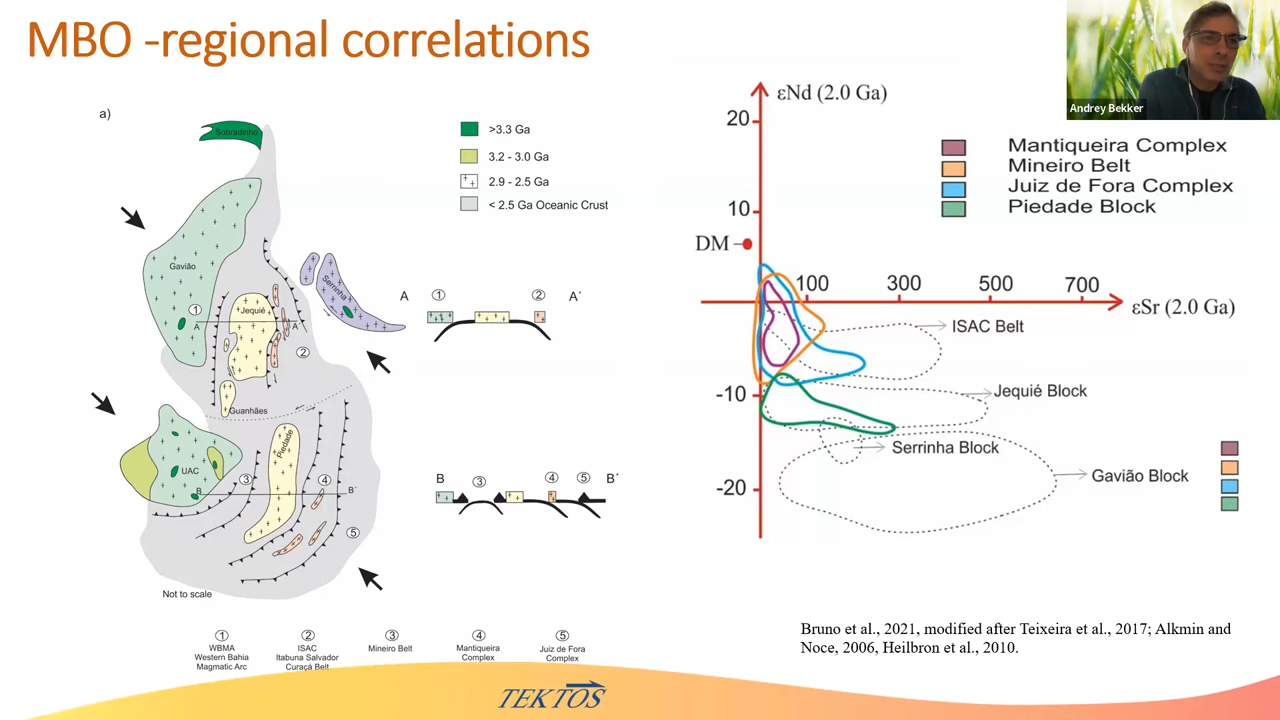 MBO -regional correlations
Andrey Bekker
a)
Sobradinho
>3.3 Ga
3.2 - 3.0 Ga
2.9 - 2.5 Ga
< 2.5 Ga Oceanic Crust
Gavião
Serrinha
1
Jequié
A
A´
2
Guanhães
A
1
2
A´
UAC
Piedade
3
4
B
B´
5
B
3
4
5
B´
Not to scale
1
WBMA
Western Bahia
Magmatic Arc
2
ISAC
Itabuna Salvador
Curaçá Belt
3
Mineiro Belt
4
Mantiqueira
Complex
5
Juiz de Fora
Complex
εNd (2.0 Ga)
20
10
DM
100
300
500
700
εSr (2.0 Ga)
-10
-20
Mantiqueira Complex
Mineiro Belt
Juiz de Fora Complex
Piedade Block
ISAC Belt
Jequié Block
Serrinha Block
Gavião Block
Bruno et al., 2021, modified after Teixeira et al., 2017; Alkmin and
Noce, 2006, Heilbron et al., 2010.
TEKTOS